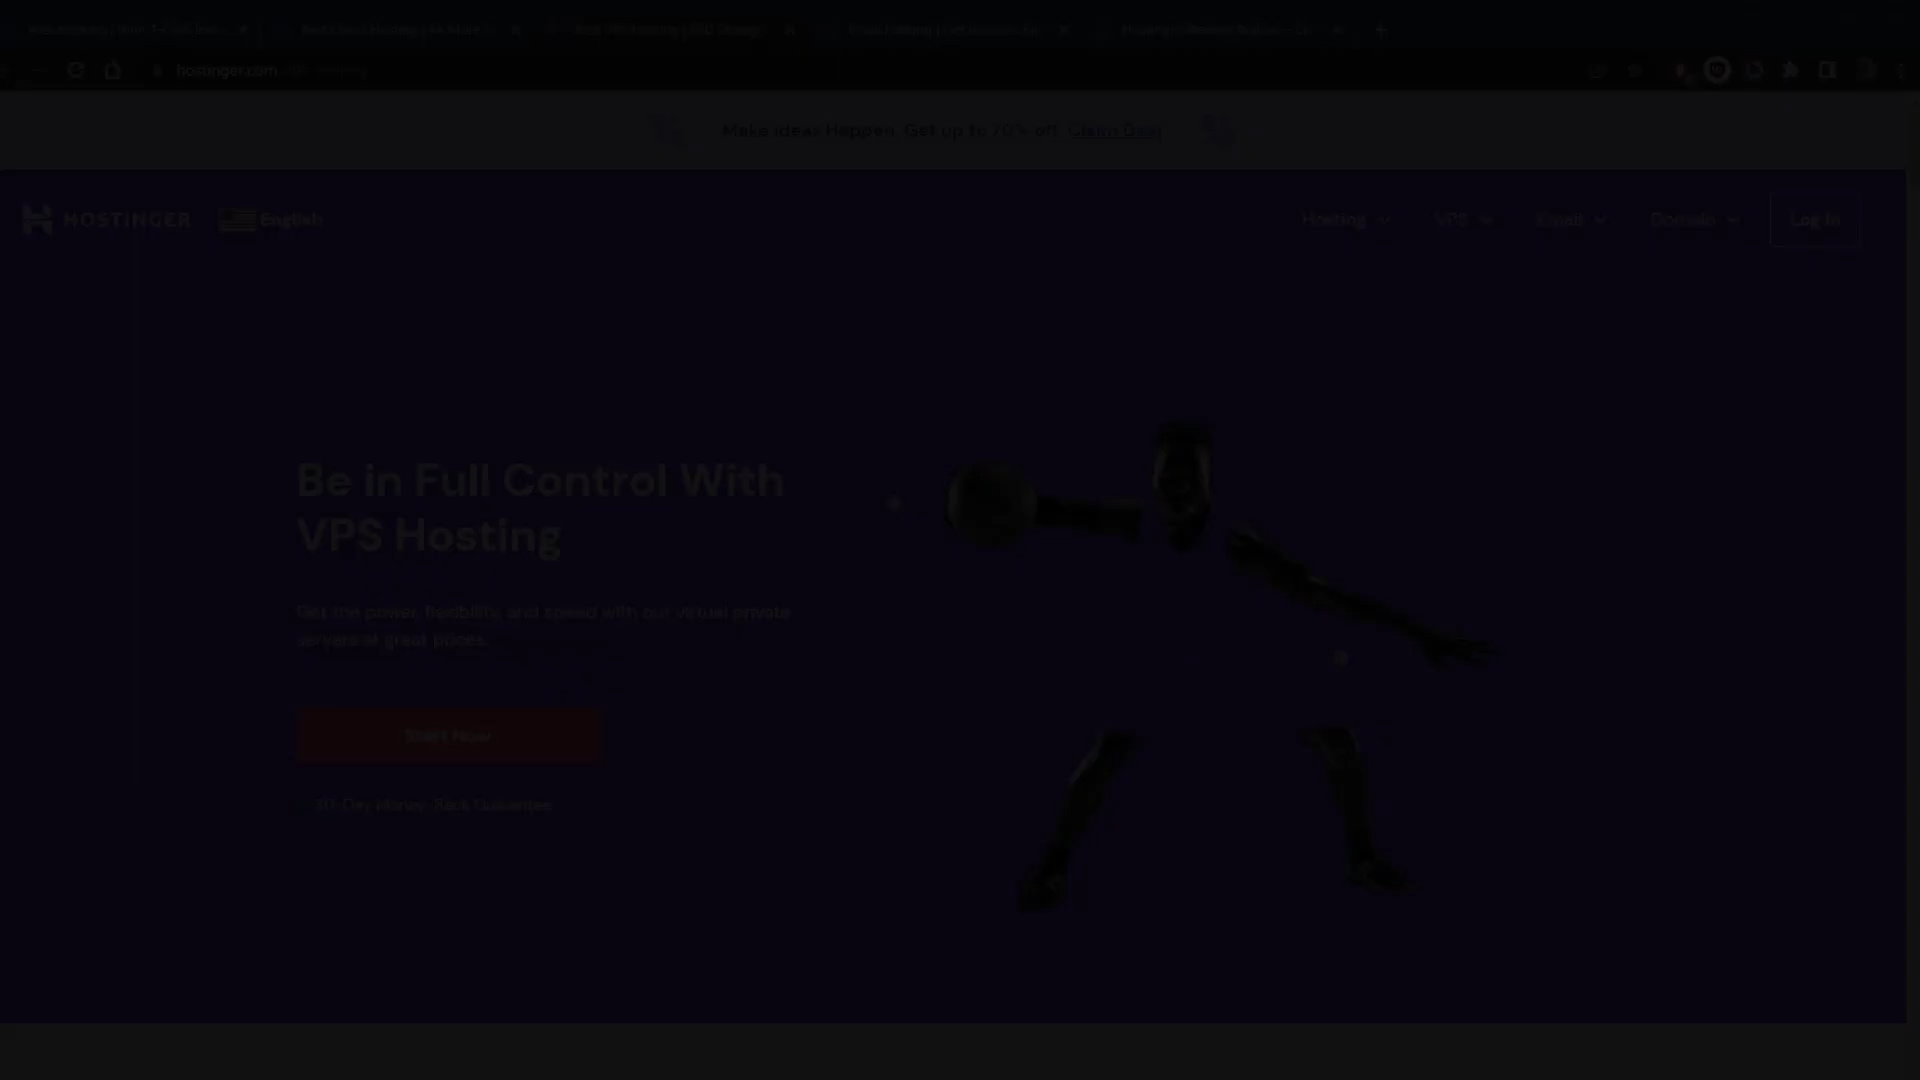 hostinger.com
Make Ideas Happen. Get up to 70% off. Claim Deal
HOSTINGER
English
Hosting
VPS
Email
Domain
Log In
Be in Full Control With
VPS Hosting
Get the power, flexibility, and speed with our virtual private
servers at great prices.
Start Now
30-Day Money-Back Guarantee